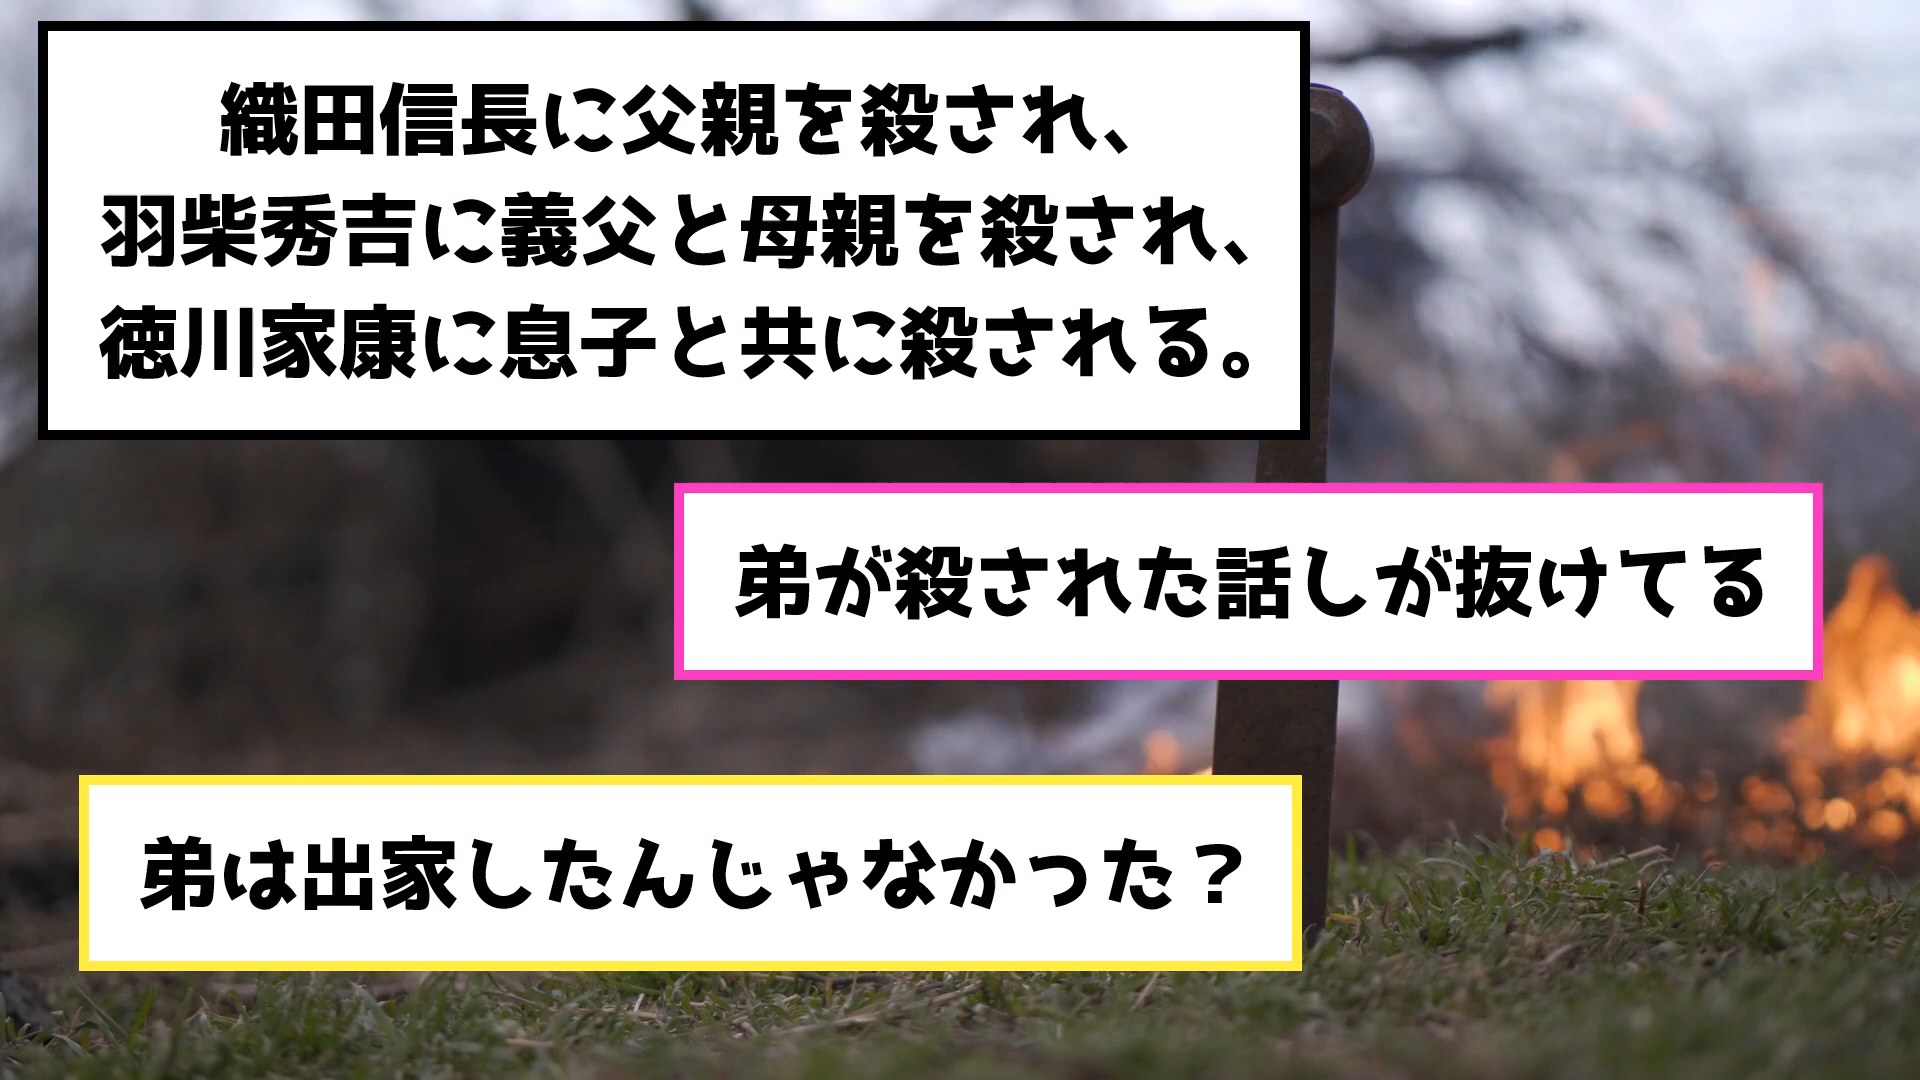 織田信長に父親を殺され、
羽柴秀吉に義父と母親を殺され、
徳川家康に息子と共に殺される。
弟が殺された話しが抜けてる
弟は出家したんじゃなかった？